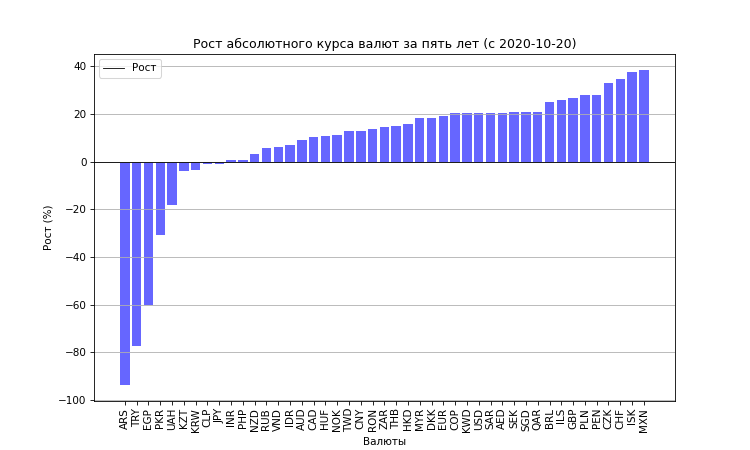 Рост абсолютного курса валют за пять лет (с 2020-10-20)
Рост
40
20
0
−20
−40
−60
−80
−100
Рост (%)
ARS TRY EGP PKR UAH KZT KRW CLP JPY INR PHP NZD RUB VND IDR AUD CAD HUF NOK TWD CNY RON ZAR THB HKD MYR DKK EUR COP KWD USD SAR AED SEK SGD QAR BRL ILS GBP PLN PEN CZK CHF ISK MXN
Валюты